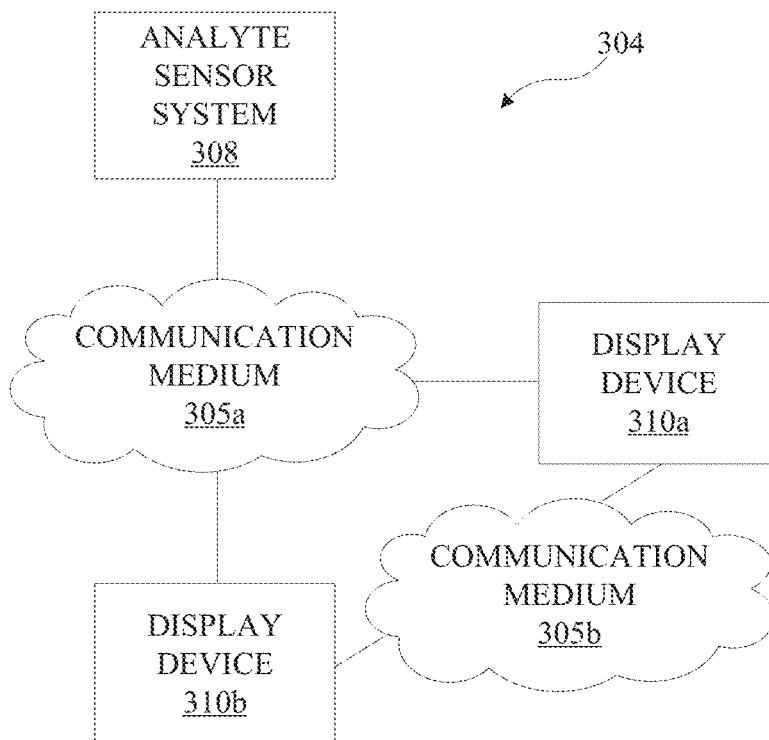 ANALYTE
SENSOR
SYSTEM
308
304
COMMUNICATION
MEDIUM
305a
DISPLAY
DEVICE
310a
COMMUNICATION
MEDIUM
305b
DISPLAY
DEVICE
310b